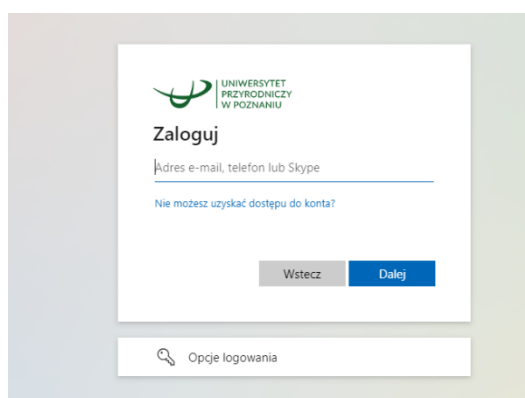 UNIWERSYTET
PRZYRODNICZY
W POZNANIU
Zaloguj
Adres e-mail, telefon lub Skype
Nie możesz uzyskać dostępu do konta?
Wstecz
Dalej
Opcje logowania